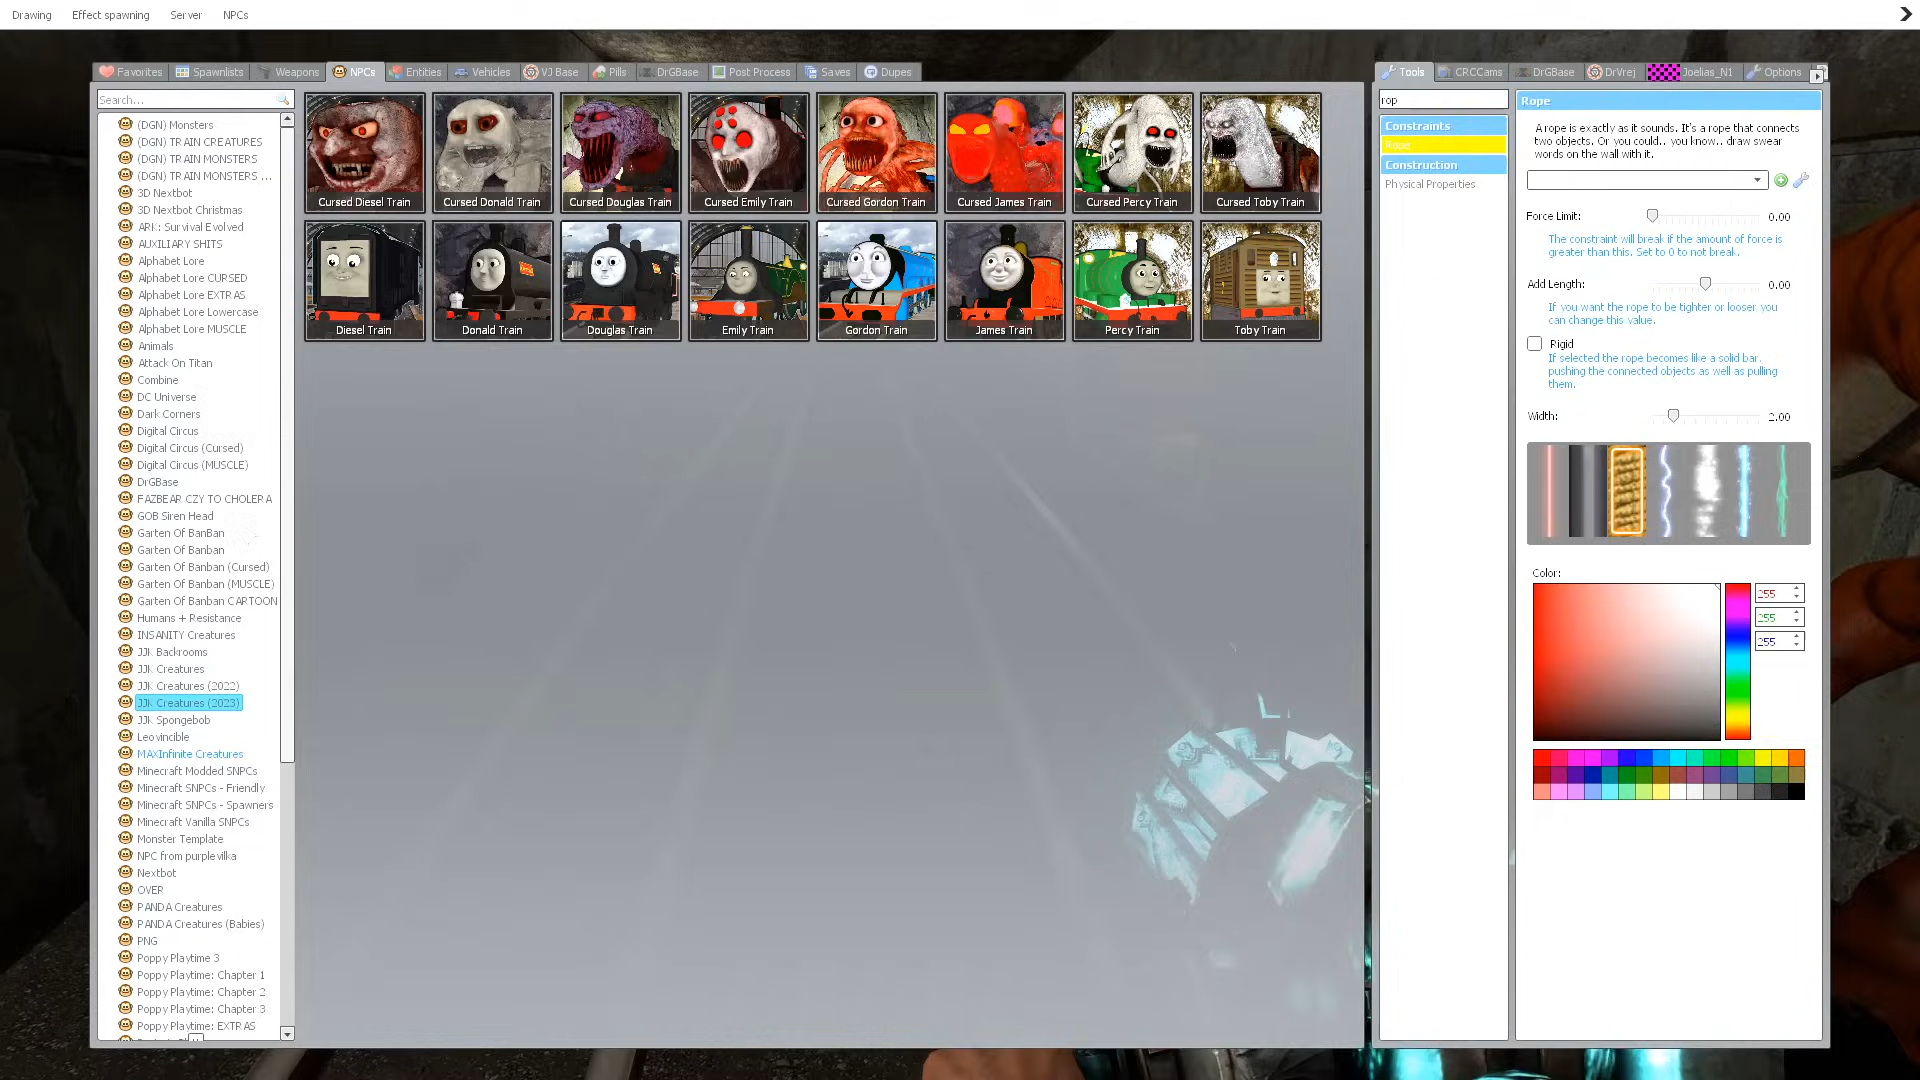 Drawing Effect spawning Server NPCs
Favorites Spawnlists Weapons NPCs Entities Vehicles VJ Base Pills DrGBase Post Process Saves Dupes
Search...
(DGN) Monsters
(DGN) TRAIN CREATURES
(DGN) TRAIN MONSTERS
(DGN) TRAIN MONSTERS ...
3D Nextbot
3D Nextbot Christmas
ARK: Survival Evolved
AUXILIARY SHITS
Alphabet Lore
Alphabet Lore CURSED
Alphabet Lore EXTRAS
Alphabet Lore Lowercase
Alphabet Lore MUSCLE
Animals
Attack On Titan
Combine
DC Universe
Dark Corners
Digital Circus
Digital Circus (Cursed)
Digital Circus (MUSCLE)
DrGBase
FAZBEAR CZY TO CHOLERA
GOB Siren Head
Garten Of BanBan
Garten Of Banban
Garten Of Banban (Cursed)
Garten Of Banban (MUSCLE)
Garten Of Banban CARTOON
Humans + Resistance
INSANITY Creatures
JJK Backrooms
JJK Creatures
JJK Creatures (2022)
JJK Creatures (2023)
JJK Spongebob
Leovincible
MAXInfinite Creatures
Minecraft Modded SNPCs
Minecraft SNPCs - Friendly
Minecraft SNPCs - Spawners
Minecraft Vanilla SNPCs
Monster Template
NPC from purplevilka
Nextbot
OVER
PANDA Creatures
PANDA Creatures (Babies)
PNG
Poppy Playtime 3
Poppy Playtime: Chapter 1
Poppy Playtime: Chapter 2
Poppy Playtime: Chapter 3
Poppy Playtime: EXTRAS
Cursed Diesel Train Cursed Donald Train Cursed Douglas Train Cursed Emily Train Cursed Gordon Train Cursed James Train Cursed Percy Train Cursed Toby Train
Diesel Train Donald Train Douglas Train Emily Train Gordon Train James Train Percy Train Toby Train
Tools CRCCams DrGBase DrVrej Joelias_N1 Options
rop
Constraints
Rope
Construction
Physical Properties
Rope
A rope is exactly as it sounds. It's a rope that connects
two objects. Or you could.. you know.. draw swear
words on the wall with it.
Force Limit: 0.00
The constraint will break if the amount of force is
greater than this. Set to 0 to not break.
Add Length: 0.00
If you want the rope to be tighter or looser you
can change this value.
Rigid
If selected the rope becomes like a solid bar,
pushing the connected objects as well as pulling
them.
Width: 2.00
Color:
255
255
255